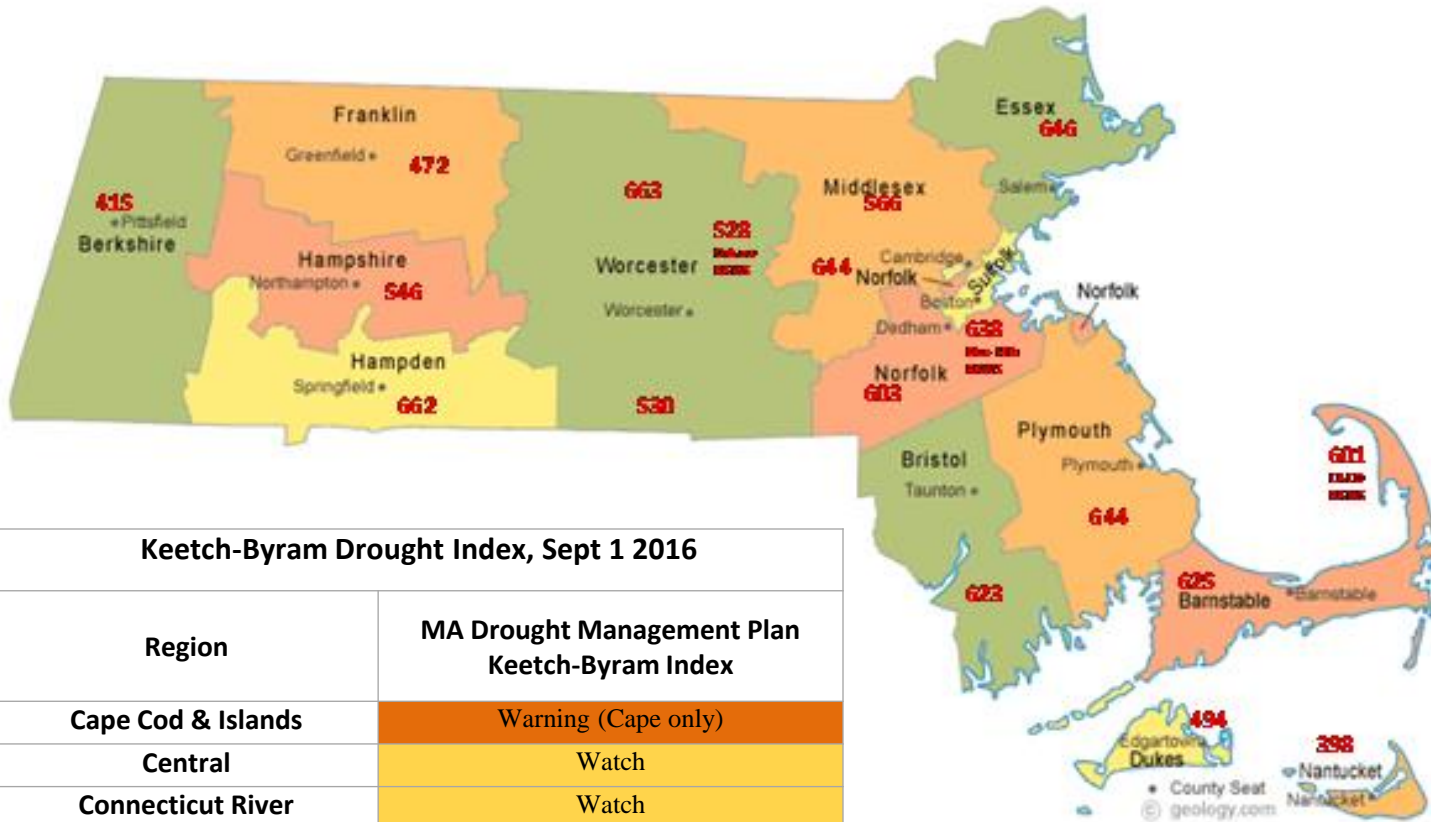 Franklin
Essex
646
Greenfield
472
415
Pittsfield
Berkshire
663
Middlesex
566
Salem
528
Hampshire
Northampton
546
Worcester
644
Cambridge
Norfolk
Suffolk
Boston
Norfolk
Worcester
Dedham
638
Hampden
Springfield
662
530
Norfolk
603
Plymouth
Bristol
Plymouth
Taunton
601
644
623
625
Barnstable
Barnstable
494
Edgartown
Dukes
398
Nantucket
Nantucket
County Seat
© geology.com
Keetch-Byram Drought Index, Sept 1 2016
Region
MA Drought Management Plan
Keetch-Byram Index
Cape Cod & Islands
Warning (Cape only)
Central
Watch
Connecticut River
Watch